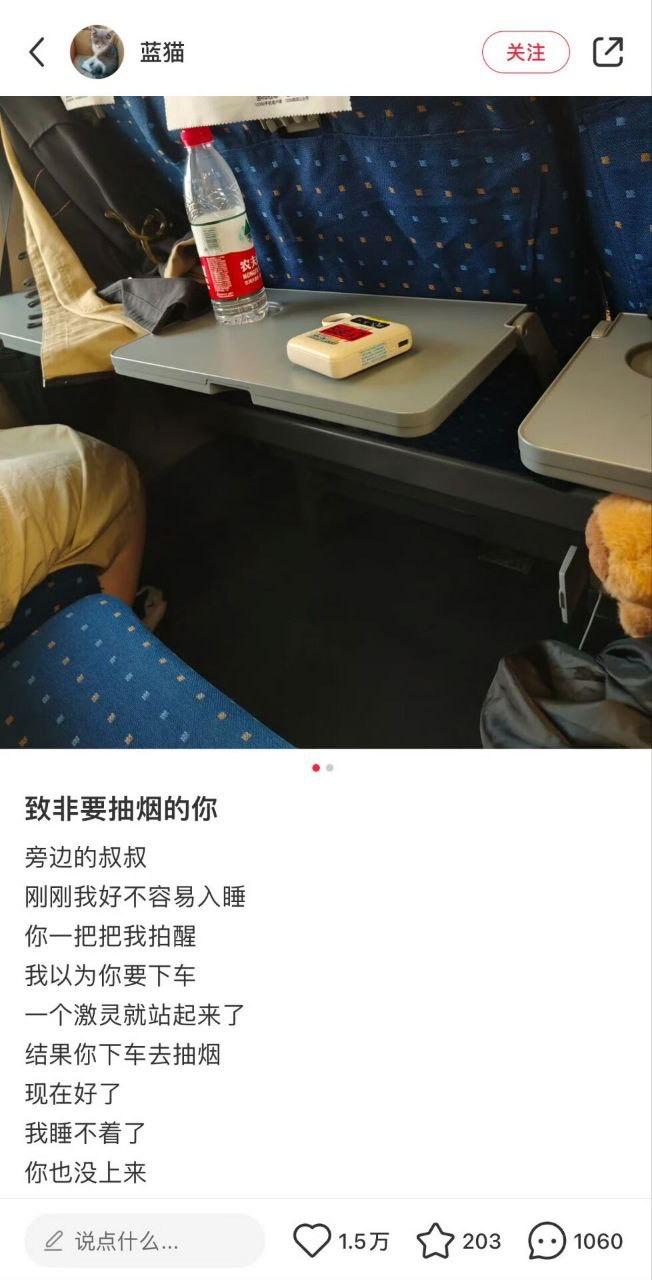 蓝猫
关注
农夫
致非要抽烟的你
旁边的叔叔
刚刚我好不容易入睡
你一把把我拍醒
我以为你要下车
一个激灵就站起来了
结果你下车去抽烟
现在好了
我睡不着了
你也没上来
说点什么...
1.5万
203
1060